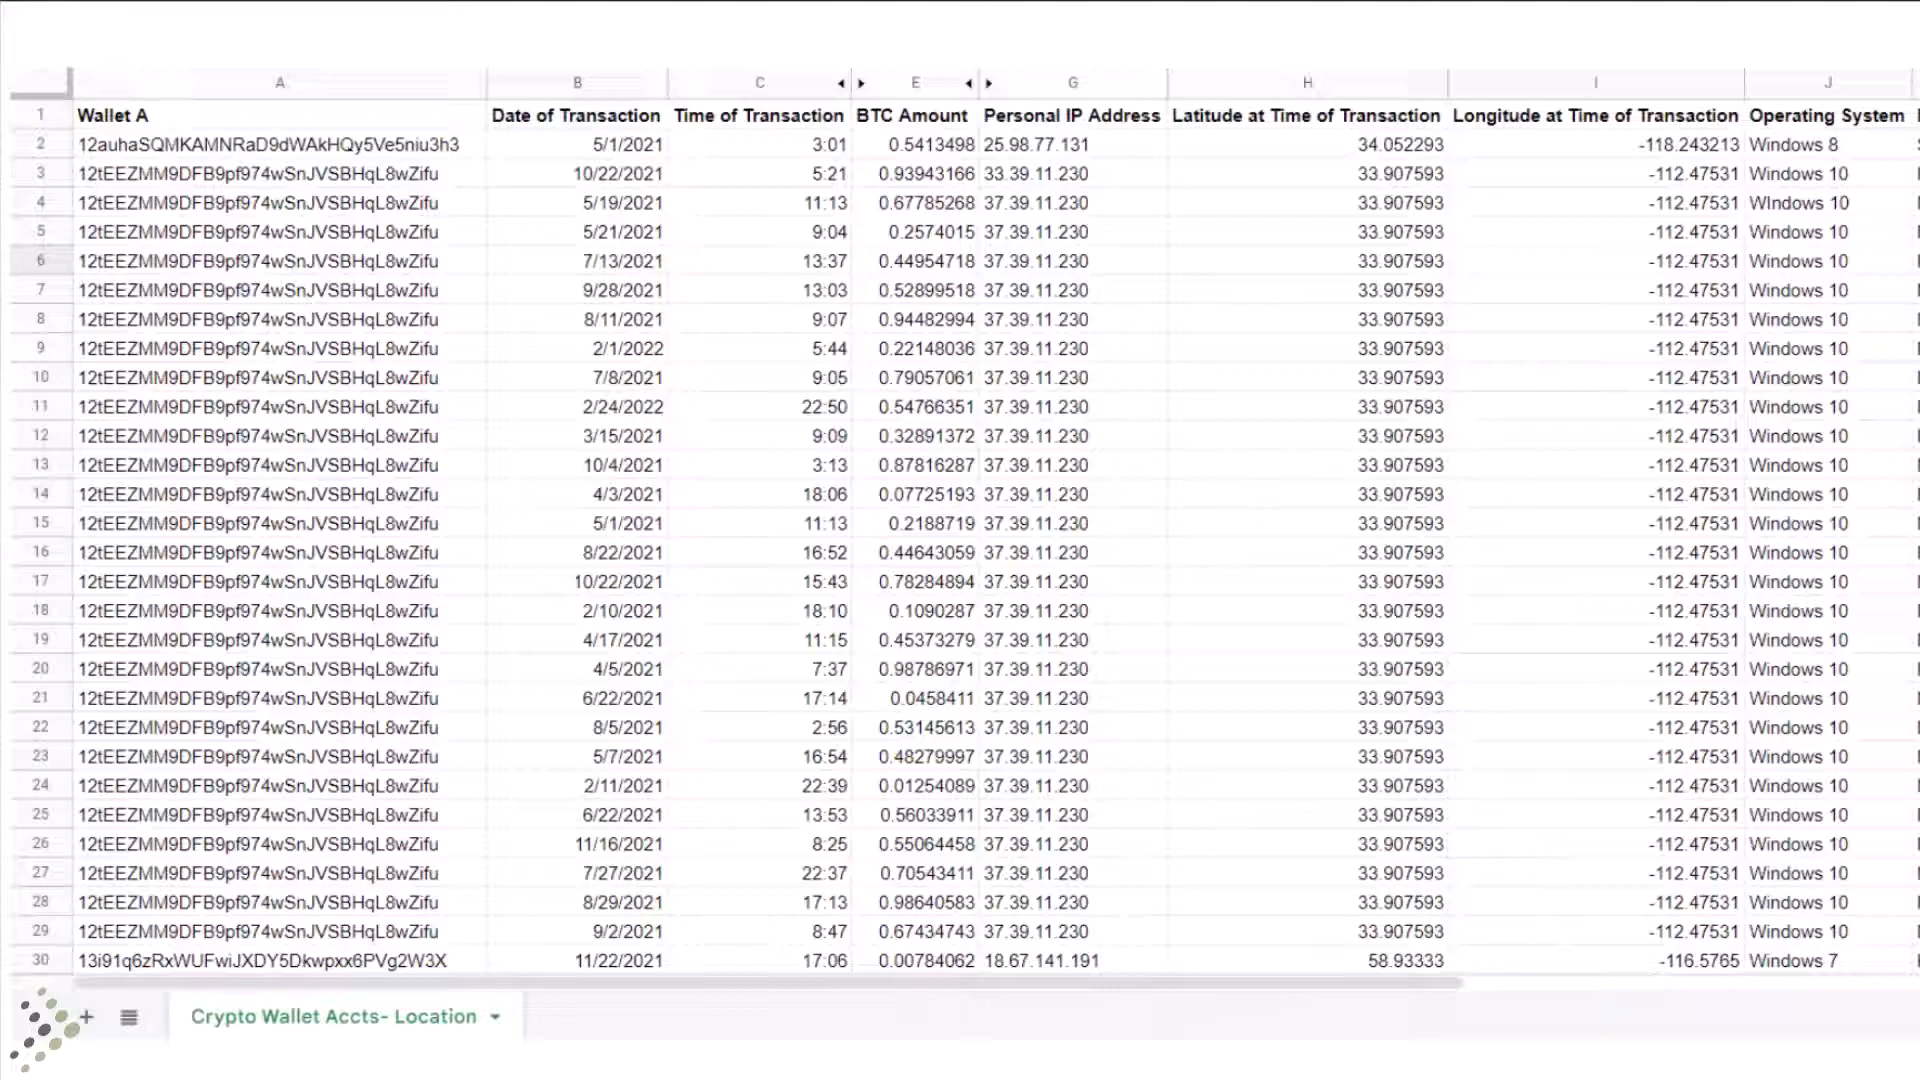 A B C E G H I J
1 Wallet A Date of Transaction Time of Transaction BTC Amount Personal IP Address Latitude at Time of Transaction Longitude at Time of Transaction Operating System
2 12auhaSQMKAMNRaD9dWAkHQy5Ve5niu3h3 5/1/2021 3:01 0.5413498 25.98.77.131 34.052293 -118.243213 Windows 8
3 12tEEZMM9DFB9pf974wSnJVSBHqL8wZifu 10/22/2021 5:21 0.93943166 33.39.11.230 33.907593 -112.47531 Windows 10
4 12tEEZMM9DFB9pf974wSnJVSBHqL8wZifu 5/19/2021 11:13 0.67785268 37.39.11.230 33.907593 -112.47531 WIndows 10
5 12tEEZMM9DFB9pf974wSnJVSBHqL8wZifu 5/21/2021 9:04 0.2574015 37.39.11.230 33.907593 -112.47531 Windows 10
6 12tEEZMM9DFB9pf974wSnJVSBHqL8wZifu 7/13/2021 13:37 0.44954718 37.39.11.230 33.907593 -112.47531 Windows 10
7 12tEEZMM9DFB9pf974wSnJVSBHqL8wZifu 9/28/2021 13:03 0.52899518 37.39.11.230 33.907593 -112.47531 Windows 10
8 12tEEZMM9DFB9pf974wSnJVSBHqL8wZifu 8/11/2021 9:07 0.94482994 37.39.11.230 33.907593 -112.47531 Windows 10
9 12tEEZMM9DFB9pf974wSnJVSBHqL8wZifu 2/1/2022 5:44 0.22148036 37.39.11.230 33.907593 -112.47531 Windows 10
10 12tEEZMM9DFB9pf974wSnJVSBHqL8wZifu 7/8/2021 9:05 0.79057061 37.39.11.230 33.907593 -112.47531 Windows 10
11 12tEEZMM9DFB9pf974wSnJVSBHqL8wZifu 2/24/2022 22:50 0.54766351 37.39.11.230 33.907593 -112.47531 Windows 10
12 12tEEZMM9DFB9pf974wSnJVSBHqL8wZifu 3/15/2021 9:09 0.32891372 37.39.11.230 33.907593 -112.47531 Windows 10
13 12tEEZMM9DFB9pf974wSnJVSBHqL8wZifu 10/4/2021 3:13 0.87816287 37.39.11.230 33.907593 -112.47531 Windows 10
14 12tEEZMM9DFB9pf974wSnJVSBHqL8wZifu 4/3/2021 18:06 0.07725193 37.39.11.230 33.907593 -112.47531 Windows 10
15 12tEEZMM9DFB9pf974wSnJVSBHqL8wZifu 5/1/2021 11:13 0.2188719 37.39.11.230 33.907593 -112.47531 Windows 10
16 12tEEZMM9DFB9pf974wSnJVSBHqL8wZifu 8/22/2021 16:52 0.44643059 37.39.11.230 33.907593 -112.47531 Windows 10
17 12tEEZMM9DFB9pf974wSnJVSBHqL8wZifu 10/22/2021 15:43 0.78284894 37.39.11.230 33.907593 -112.47531 Windows 10
18 12tEEZMM9DFB9pf974wSnJVSBHqL8wZifu 2/10/2021 18:10 0.1090287 37.39.11.230 33.907593 -112.47531 Windows 10
19 12tEEZMM9DFB9pf974wSnJVSBHqL8wZifu 4/17/2021 11:15 0.45373279 37.39.11.230 33.907593 -112.47531 Windows 10
20 12tEEZMM9DFB9pf974wSnJVSBHqL8wZifu 4/5/2021 7:37 0.98786971 37.39.11.230 33.907593 -112.47531 Windows 10
21 12tEEZMM9DFB9pf974wSnJVSBHqL8wZifu 6/22/2021 17:14 0.0458411 37.39.11.230 33.907593 -112.47531 Windows 10
22 12tEEZMM9DFB9pf974wSnJVSBHqL8wZifu 8/5/2021 2:56 0.53145613 37.39.11.230 33.907593 -112.47531 Windows 10
23 12tEEZMM9DFB9pf974wSnJVSBHqL8wZifu 5/7/2021 16:54 0.48279997 37.39.11.230 33.907593 -112.47531 Windows 10
24 12tEEZMM9DFB9pf974wSnJVSBHqL8wZifu 2/11/2021 22:39 0.01254089 37.39.11.230 33.907593 -112.47531 Windows 10
25 12tEEZMM9DFB9pf974wSnJVSBHqL8wZifu 6/22/2021 13:53 0.56033911 37.39.11.230 33.907593 -112.47531 Windows 10
26 12tEEZMM9DFB9pf974wSnJVSBHqL8wZifu 11/16/2021 8:25 0.55064458 37.39.11.230 33.907593 -112.47531 Windows 10
27 12tEEZMM9DFB9pf974wSnJVSBHqL8wZifu 7/27/2021 22:37 0.70543411 37.39.11.230 33.907593 -112.47531 Windows 10
28 12tEEZMM9DFB9pf974wSnJVSBHqL8wZifu 8/29/2021 17:13 0.98640583 37.39.11.230 33.907593 -112.47531 Windows 10
29 12tEEZMM9DFB9pf974wSnJVSBHqL8wZifu 9/2/2021 8:47 0.67434743 37.39.11.230 33.907593 -112.47531 Windows 10
30 13i91q6zRxWUFwiJXDY5Dkwpxx6PVg2W3X 11/22/2021 17:06 0.00784062 18.67.141.191 58.93333 -116.5765 Windows 7
Crypto Wallet Accts- Location